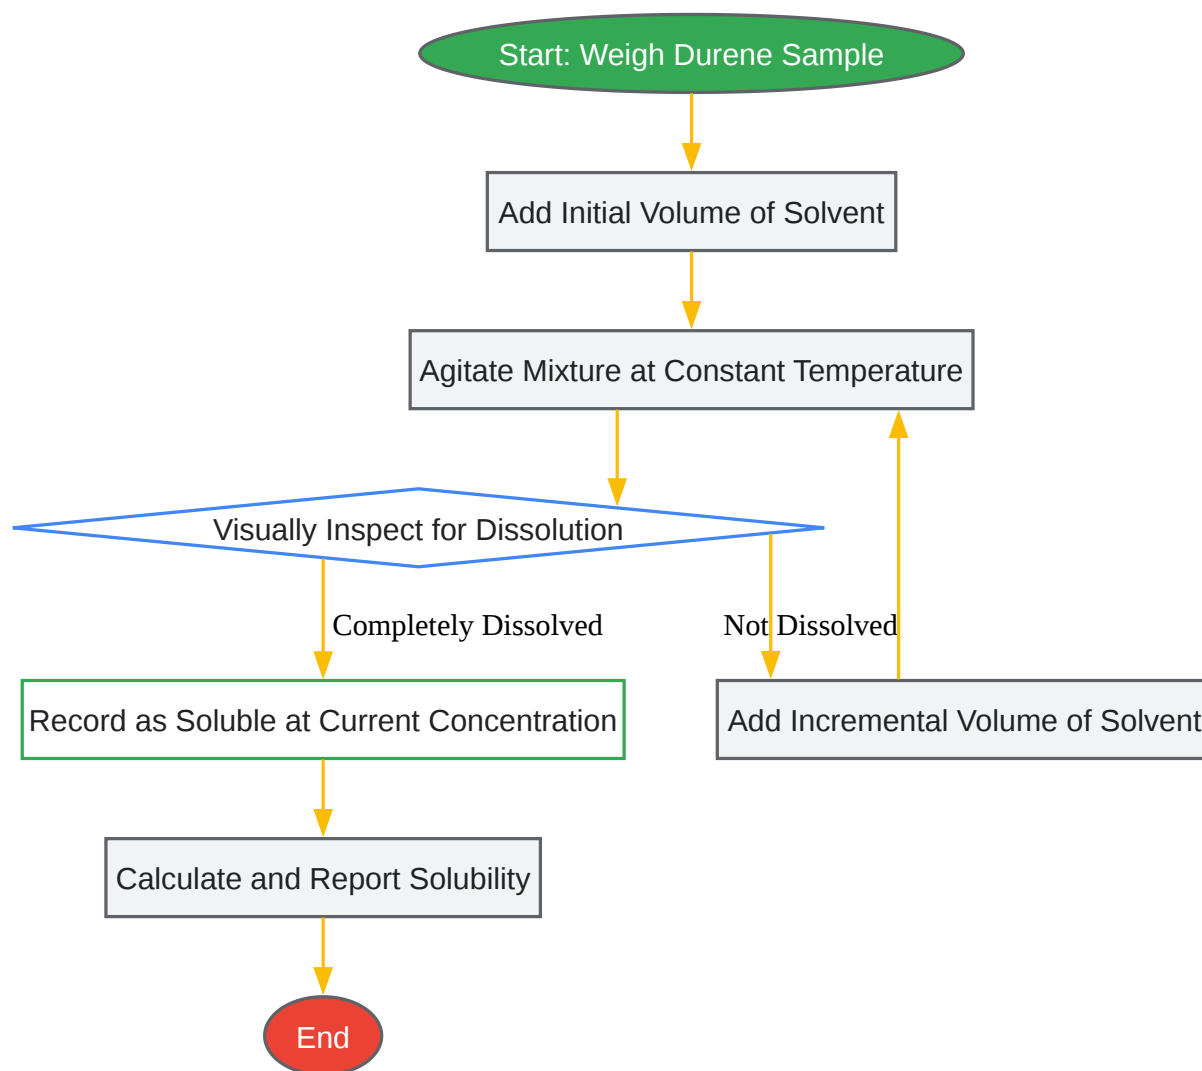 Start: Weigh Durene Sample
Add Initial Volume of Solvent
Agitate Mixture at Constant Temperature
Visually Inspect for Dissolution
Completely Dissolved
Not Dissolved
Record as Soluble at Current Concentration
Add Incremental Volume of Solvent
Calculate and Report Solubility
End